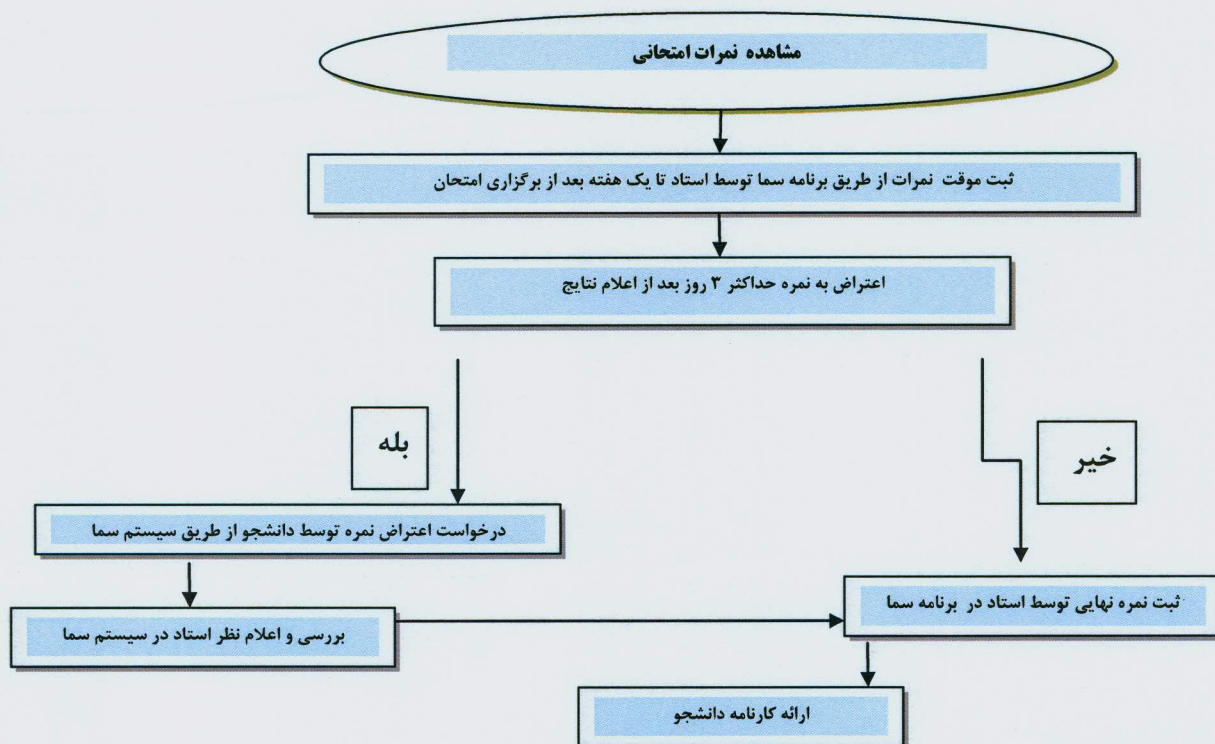 مشاهده نمرات امتحانی
ثبت موقت نمرات از طریق برنامه سما توسط استاد تا یک هفته بعد از برگزاری امتحان
اعتراض به نمره حداکثر ۳ روز بعد از اعلام نتایج
خیر
بله
درخواست اعتراض نمره توسط دانشجو از طریق سیستم سما
ثبت نمره نهایی توسط استاد در برنامه سما
بررسی و اعلام نظر استاد در سیستم سما
ارائه کارنامه دانشجو